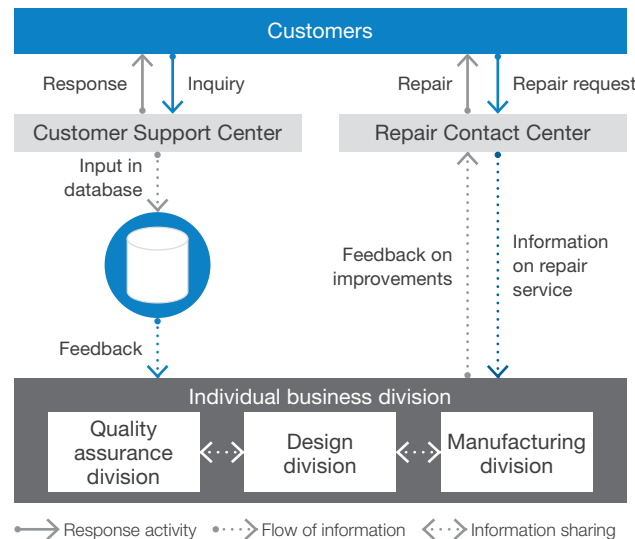 Customers
Response
Inquiry
Repair
Repair request
Customer Support Center
Repair Contact Center
Input in
database
Feedback on
improvements
Information
on repair
service
Feedback
Individual business division
Quality
assurance
division
Design
division
Manufacturing
division
Response activity
Flow of information
Information sharing